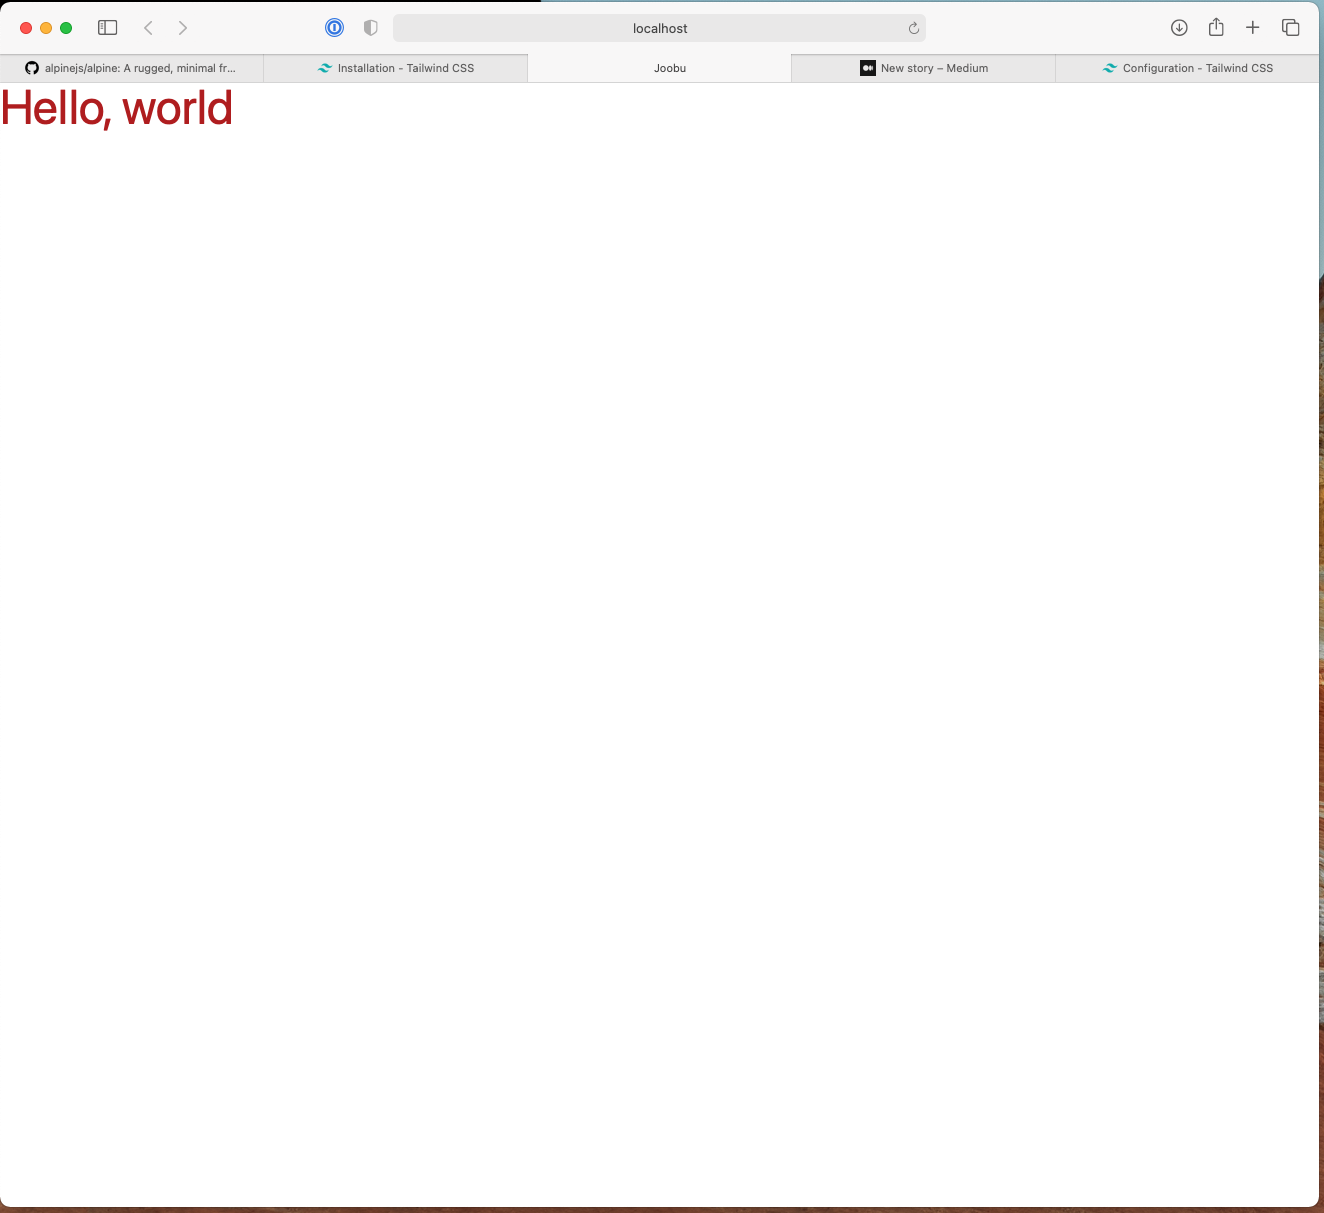 localhost
alpinejs/alpine: A rugged, minimal fr...
Installation - Tailwind CSS
Joobu
New story – Medium
Configuration - Tailwind CSS
Hello, world